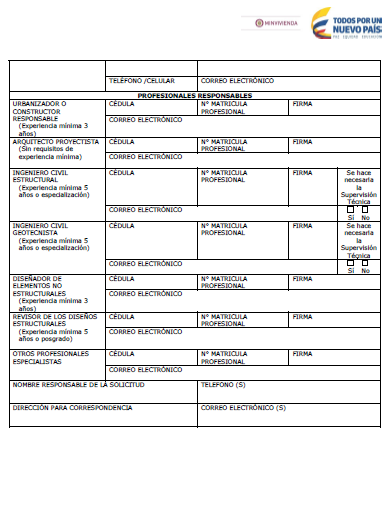 MINVIVIENDA
TODOS POR UN
NUEVO PAÍS
PAZ EQUIDAD EDUCACIÓN
TELÉFONO /CELULAR CORREO ELECTRÓNICO
PROFESIONALES RESPONSABLES
URBANIZADOR O
CONSTRUCTOR
RESPONSABLE
(Experiencia mínima 3
años)
CÉDULA
N° MATRICULA
PROFESIONAL
FIRMA
CORREO ELECTRÓNICO
ARQUITECTO PROYECTISTA
(Sin requisitos de
experiencia mínima)
CÉDULA
N° MATRICULA
PROFESIONAL
FIRMA
CORREO ELECTRÓNICO
INGENIERO CIVIL
ESTRUCTURAL
(Experiencia mínima 5
años o especialización)
CÉDULA
N° MATRICULA
PROFESIONAL
FIRMA
Se hace
necesaria
la
Supervisión
Técnica
CORREO ELECTRÓNICO
Sí No
INGENIERO CIVIL
GEOTECNISTA
(Experiencia mínima 5
años o especialización)
CÉDULA
N° MATRICULA
PROFESIONAL
FIRMA
Se hace
necesaria
la
Supervisión
Técnica
CORREO ELECTRÓNICO
Sí No
DISEÑADOR DE
ELEMENTOS NO
ESTRUCTURALES
(Experiencia mínima 3
años)
CÉDULA
N° MATRICULA
PROFESIONAL
FIRMA
CORREO ELECTRÓNICO
REVISOR DE LOS DISEÑOS
ESTRUCTURALES
(Experiencia mínima 5
años o posgrado)
CÉDULA
N° MATRICULA
PROFESIONAL
FIRMA
CORREO ELECTRÓNICO
OTROS PROFESIONALES
ESPECIALISTAS
CÉDULA
N° MATRICULA
PROFESIONAL
FIRMA
CORREO ELECTRÓNICO
NOMBRE RESPONSABLE DE LA SOLICITUD TELEFONO (S)
DIRECCIÓN PARA CORRESPONDENCIA CORREO ELECTRÓNICO (S)